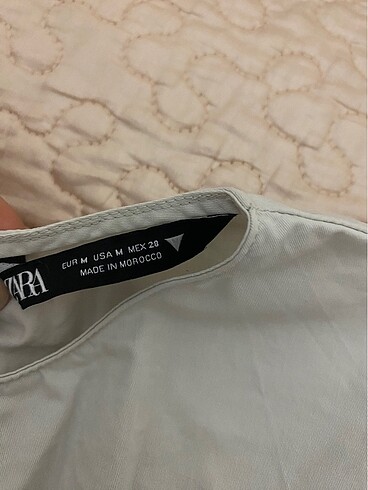 ZARA
EUR M USA M MEX 28
MADE IN MOROCCO